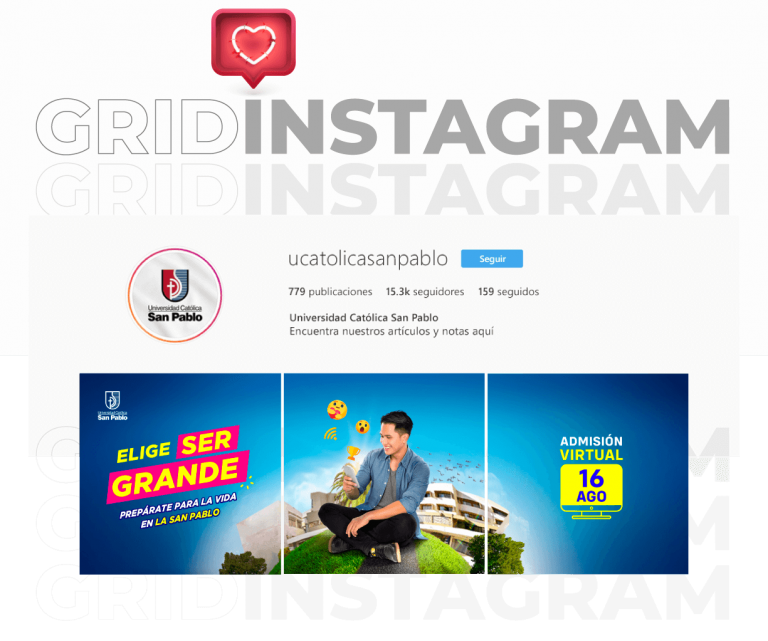 GRIDINSTAGRAM
GRIDINSTAGRAM
ucatolicasanpablo
Seguir
779 publicaciones 15.3k seguidores 159 seguidos
Universidad Católica
San Pablo
Universidad Católica San Pablo
Encuentra nuestros artículos y notas aquí
Universidad Católica
San Pablo
ELIGE SER
GRANDE
PREPÁRATE PARA LA VIDA
EN LA SAN PABLO
ADMISIÓN
VIRTUAL
16
AGO
GRIDINSTAGRAM